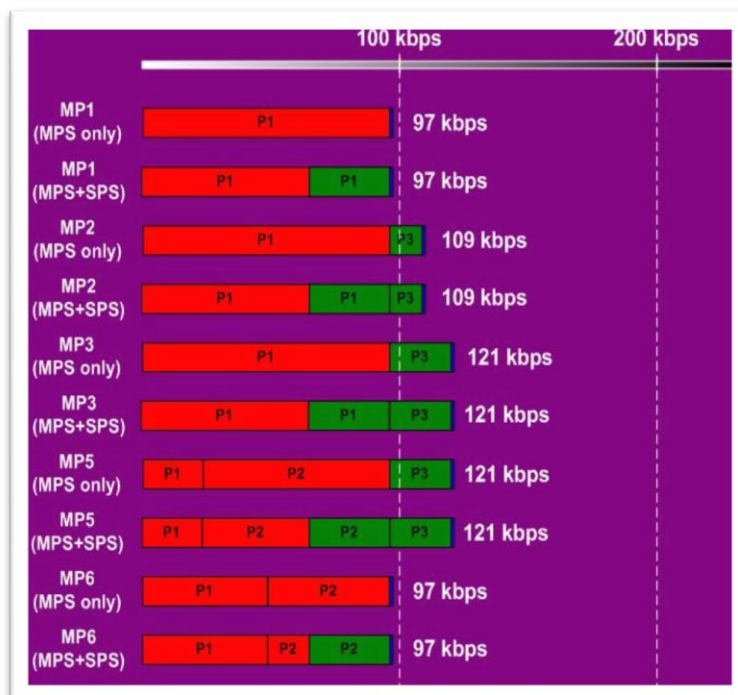 100 kbps 200 kbps
MP1
(MPS only)
P1
97 kbps
MP1
(MPS+SPS)
P1 P1
97 kbps
MP2
(MPS only)
P1 P3
109 kbps
MP2
(MPS+SPS)
P1 P1 P3
109 kbps
MP3
(MPS only)
P1 P3
121 kbps
MP3
(MPS+SPS)
P1 P1 P3
121 kbps
MP5
(MPS only)
P1 P2 P3
121 kbps
MP5
(MPS+SPS)
P1 P2 P2 P3
121 kbps
MP6
(MPS only)
P1 P2
97 kbps
MP6
(MPS+SPS)
P1 P2 P2
97 kbps